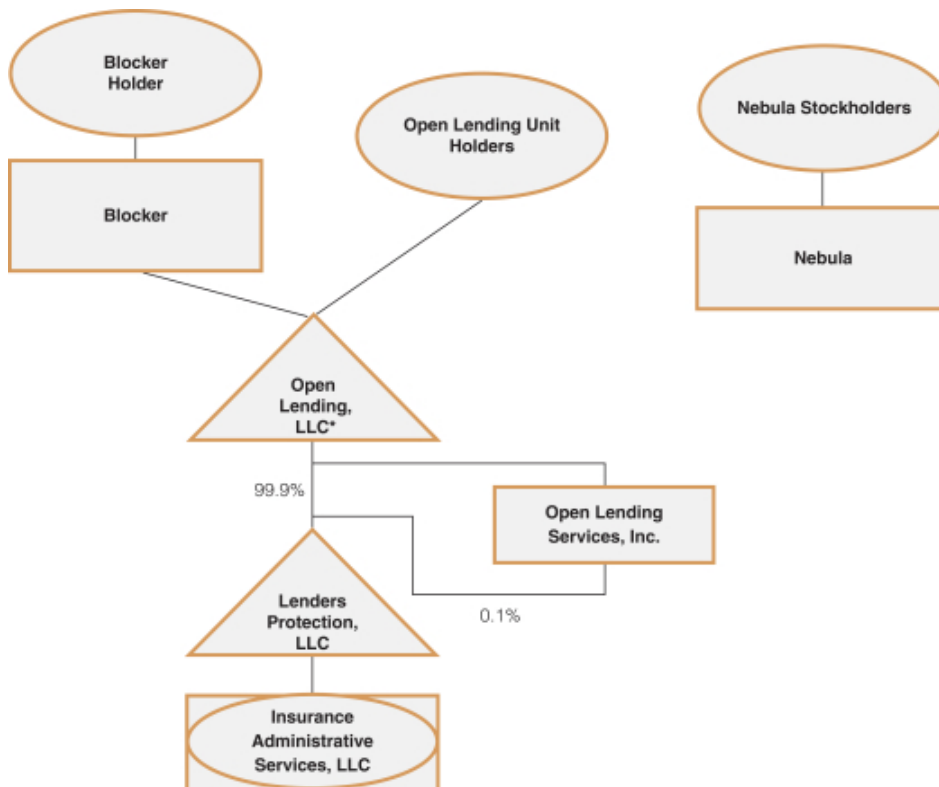 Blocker
Holder
Open Lending Unit
Holders
Nebula Stockholders
Blocker
Nebula
Open
Lending,
LLC*
99.9%
Open Lending
Services, Inc.
Lenders
Protection,
LLC
0.1%
Insurance
Administrative
Services, LLC